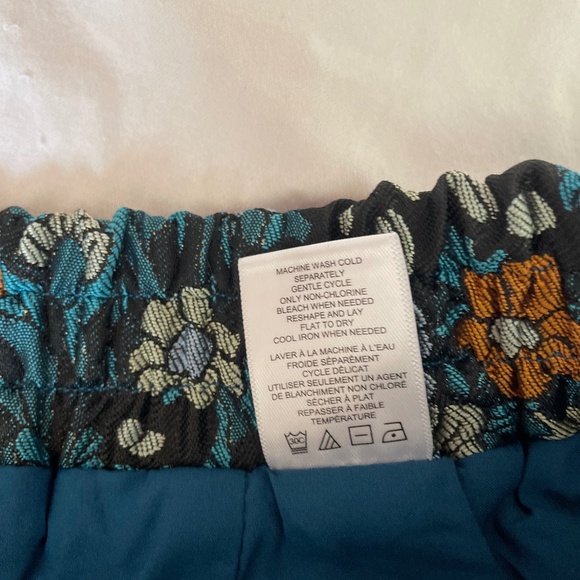 MACHINE WASH COLD
SEPARATELY
GENTLE CYCLE
ONLY NON-CHLORINE
BLEACH WHEN NEEDED
RESHAPE AND LAY
FLAT TO DRY
COOL IRON WHEN NEEDED
LAVER À LA MACHINE À L'EAU
FROIDE SÉPARÉMENT
CYCLE DÉLICAT
UTILISER SEULEMENT UN AGENT
DE BLANCHIMENT NON CHLORÉ
SÉCHER À PLAT
REPASSER À FAIBLE
TEMPÉRATURE
30C